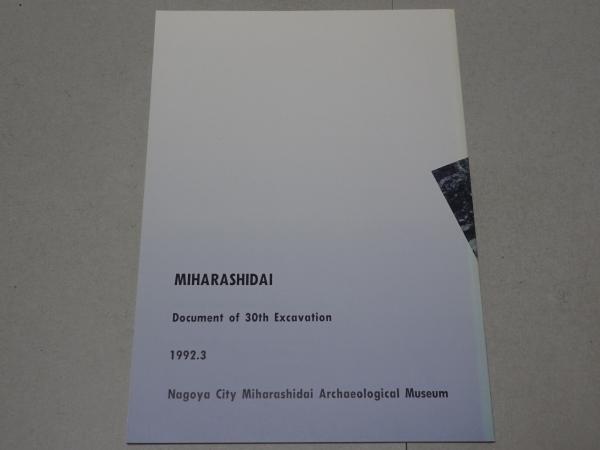 MIHARASHIDAI
Document of 30th Excavation
1992.3
Nagoya City Miharashidai Archaeological Museum